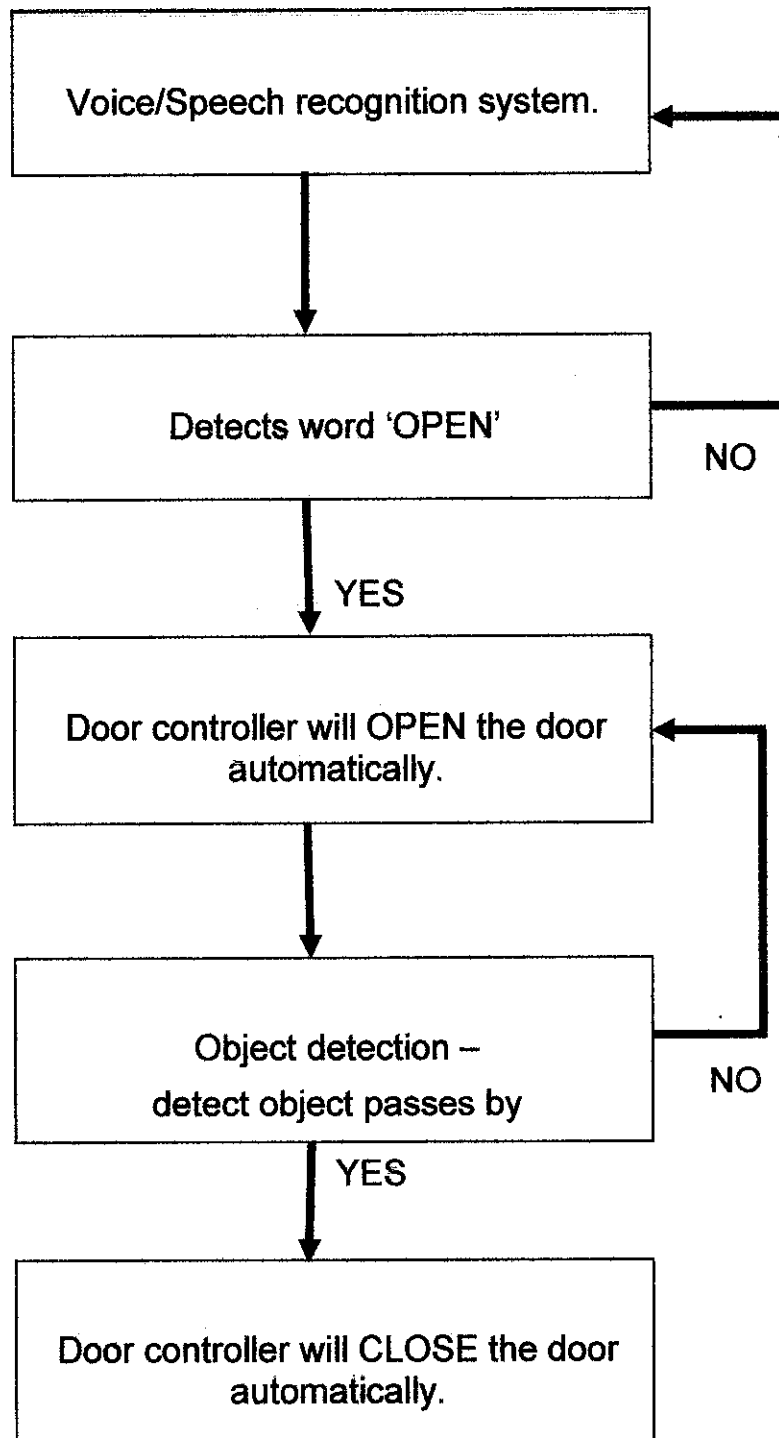 Voice/Speech recognition system.
Detects word ‘OPEN’
NO
YES
Door controller will OPEN the door
automatically.
Object detection –
detect object passes by
NO
YES
Door controller will CLOSE the door
automatically.